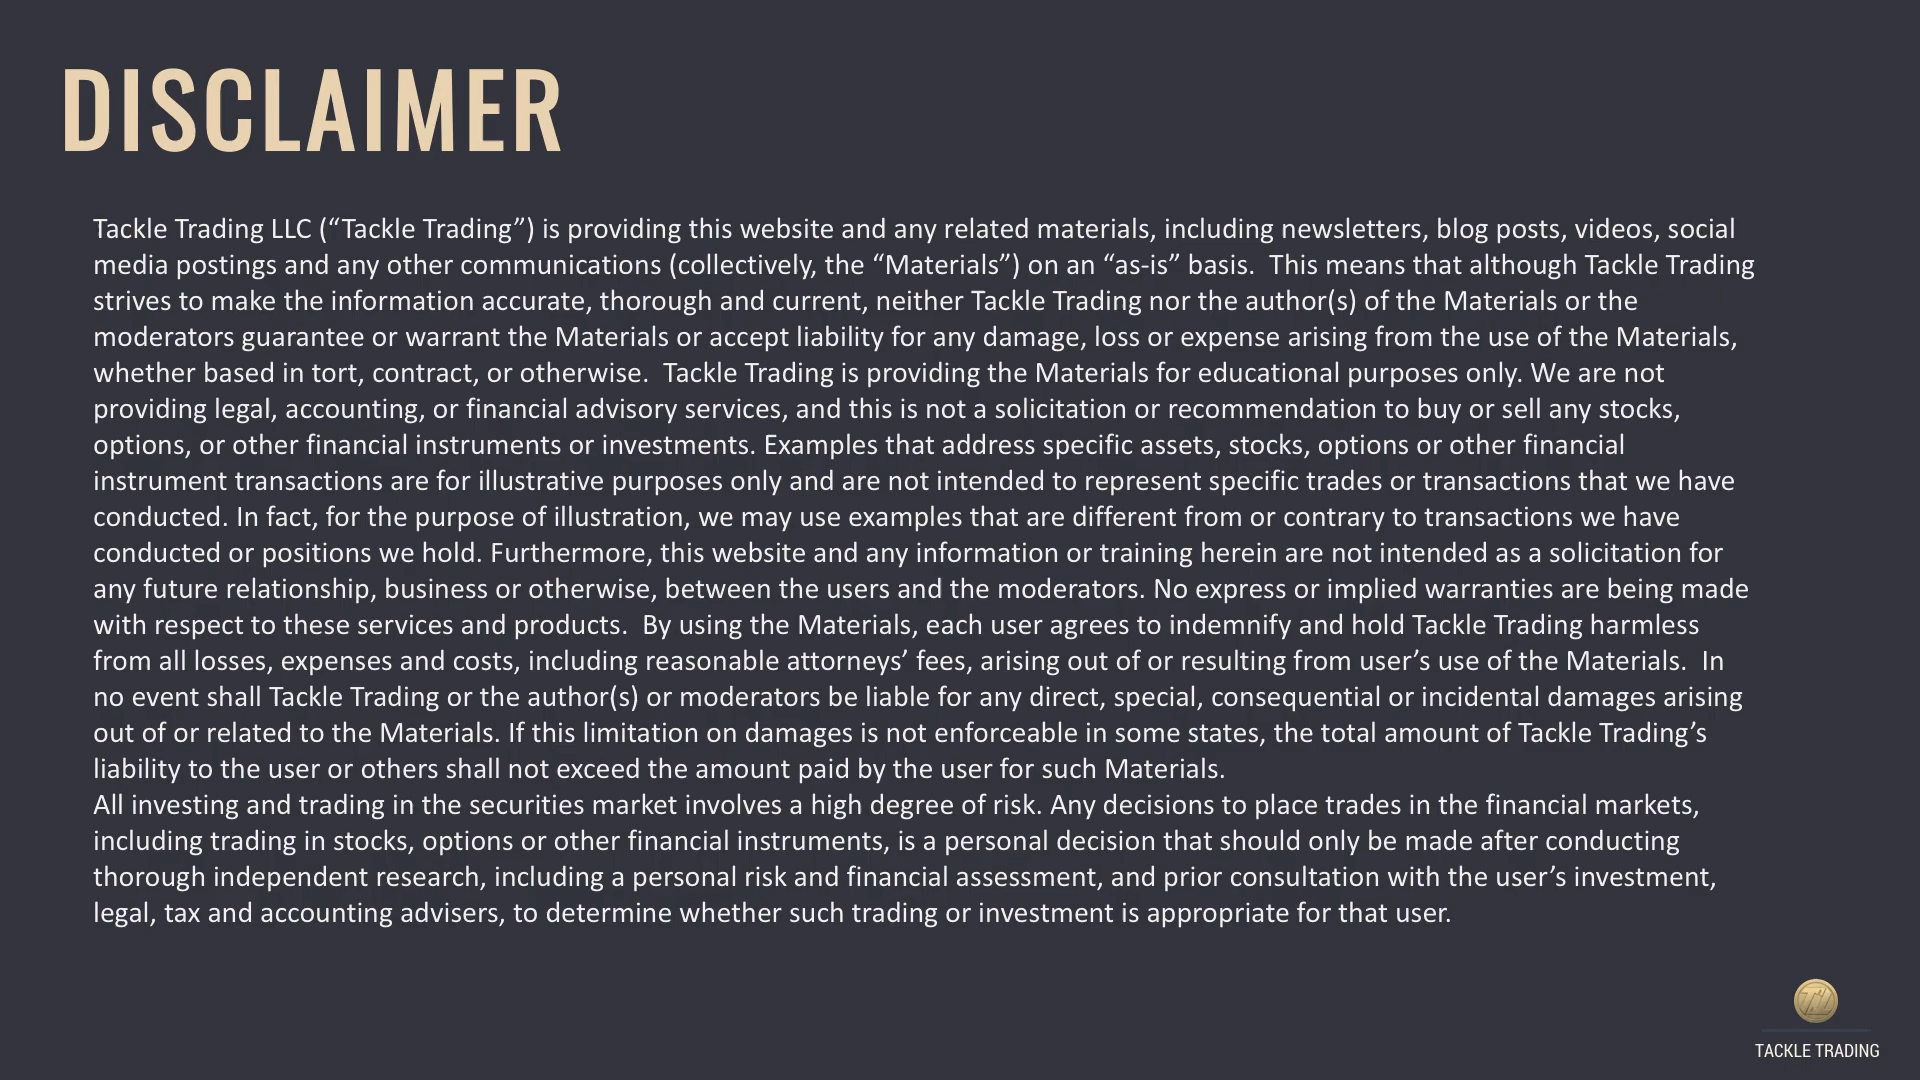 DISCLAIMER
Tackle Trading LLC (“Tackle Trading”) is providing this website and any related materials, including newsletters, blog posts, videos, social
media postings and any other communications (collectively, the “Materials”) on an “as-is” basis.  This means that although Tackle Trading
strives to make the information accurate, thorough and current, neither Tackle Trading nor the author(s) of the Materials or the
moderators guarantee or warrant the Materials or accept liability for any damage, loss or expense arising from the use of the Materials,
whether based in tort, contract, or otherwise.  Tackle Trading is providing the Materials for educational purposes only. We are not
providing legal, accounting, or financial advisory services, and this is not a solicitation or recommendation to buy or sell any stocks,
options, or other financial instruments or investments. Examples that address specific assets, stocks, options or other financial
instrument transactions are for illustrative purposes only and are not intended to represent specific trades or transactions that we have
conducted. In fact, for the purpose of illustration, we may use examples that are different from or contrary to transactions we have
conducted or positions we hold. Furthermore, this website and any information or training herein are not intended as a solicitation for
any future relationship, business or otherwise, between the users and the moderators. No express or implied warranties are being made
with respect to these services and products.  By using the Materials, each user agrees to indemnify and hold Tackle Trading harmless
from all losses, expenses and costs, including reasonable attorneys’ fees, arising out of or resulting from user’s use of the Materials.  In
no event shall Tackle Trading or the author(s) or moderators be liable for any direct, special, consequential or incidental damages arising
out of or related to the Materials. If this limitation on damages is not enforceable in some states, the total amount of Tackle Trading’s
liability to the user or others shall not exceed the amount paid by the user for such Materials.
All investing and trading in the securities market involves a high degree of risk. Any decisions to place trades in the financial markets,
including trading in stocks, options or other financial instruments, is a personal decision that should only be made after conducting
thorough independent research, including a personal risk and financial assessment, and prior consultation with the user’s investment,
legal, tax and accounting advisers, to determine whether such trading or investment is appropriate for that user.
TACKLE TRADING